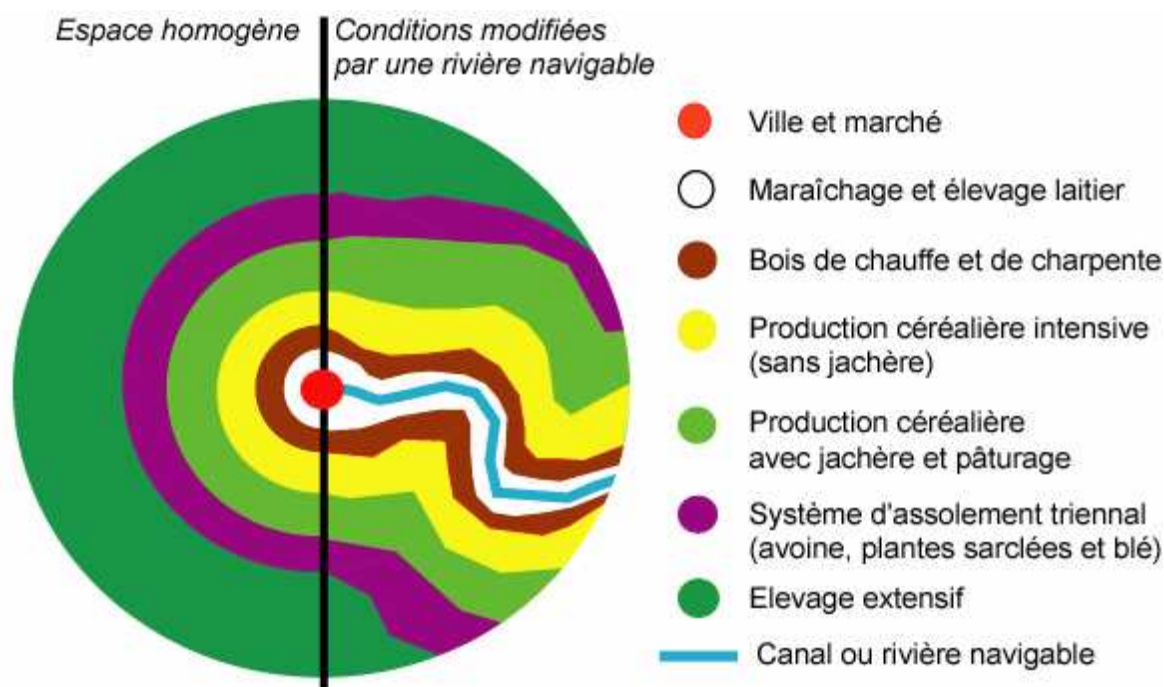 Espace homogène
Conditions modifiées
par une rivière navigable
Ville et marché
Maraîchage et élevage laitier
Bois de chauffe et de charpente
Production céréalière intensive
(sans jachère)
Production céréalière
avec jachère et pâturage
Système d'assolement triennal
(avoine, plantes sarclées et blé)
Elevage extensif
Canal ou rivière navigable